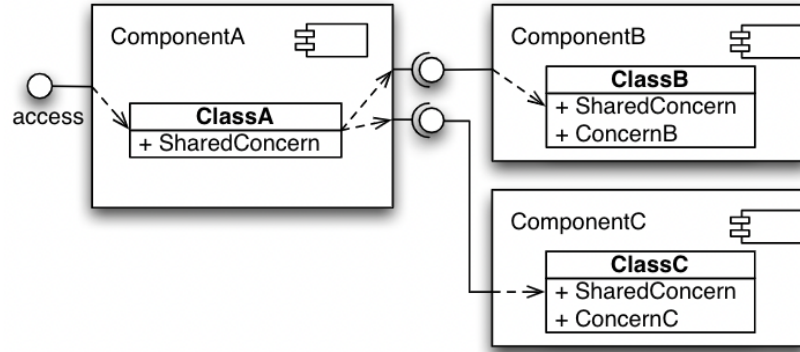 ComponentA
access
ClassA
+ SharedConcern
ComponentB
ClassB
+ SharedConcern
+ ConcernB
ComponentC
ClassC
+ SharedConcern
+ ConcernC